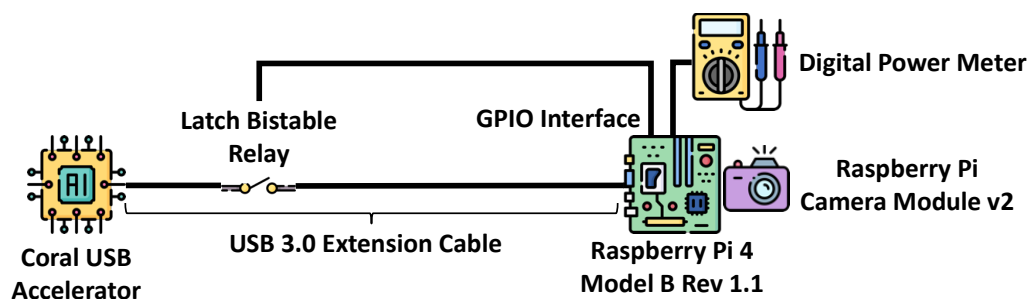 Digital Power Meter
Latch Bistable
Relay
GPIO Interface
AI
Raspberry Pi
Camera Module v2
USB 3.0 Extension Cable
Coral USB
Accelerator
Raspberry Pi 4
Model B Rev 1.1